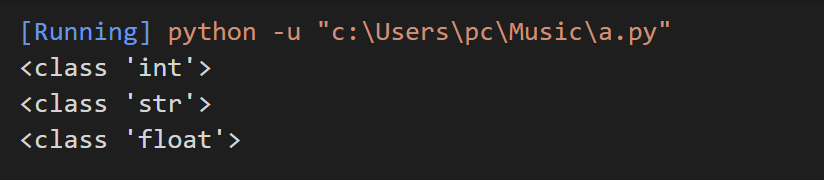 [Running] python -u "c:\Users\pc\Music\a.py"
<class 'int'>
<class 'str'>
<class 'float'>